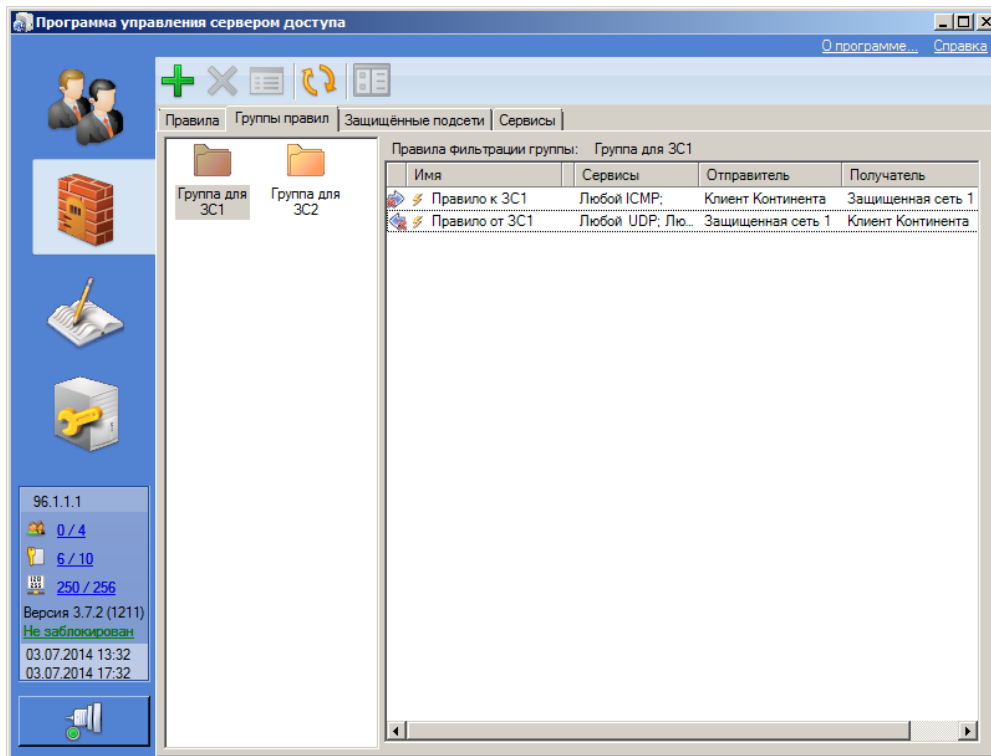 Программа управления сервером доступа
О программе... Справка
Правила Группы правил Защищённые подсети Сервисы
Группа для ЗС1
Группа для ЗС2
Правила фильтрации группы: Группа для ЗС1
Имя Сервисы Отправитель Получатель
Правило к ЗС1 Любой ICMP; Клиент Континента Защищенная сеть 1
Правило от ЗС1 Любой UDP; Лю... Защищенная сеть 1 Клиент Континента
96.1.1.1
0 / 4
6 / 10
250 / 256
Версия 3.7.2 (1211)
Не заблокирован
03.07.2014 13:32
03.07.2014 17:32